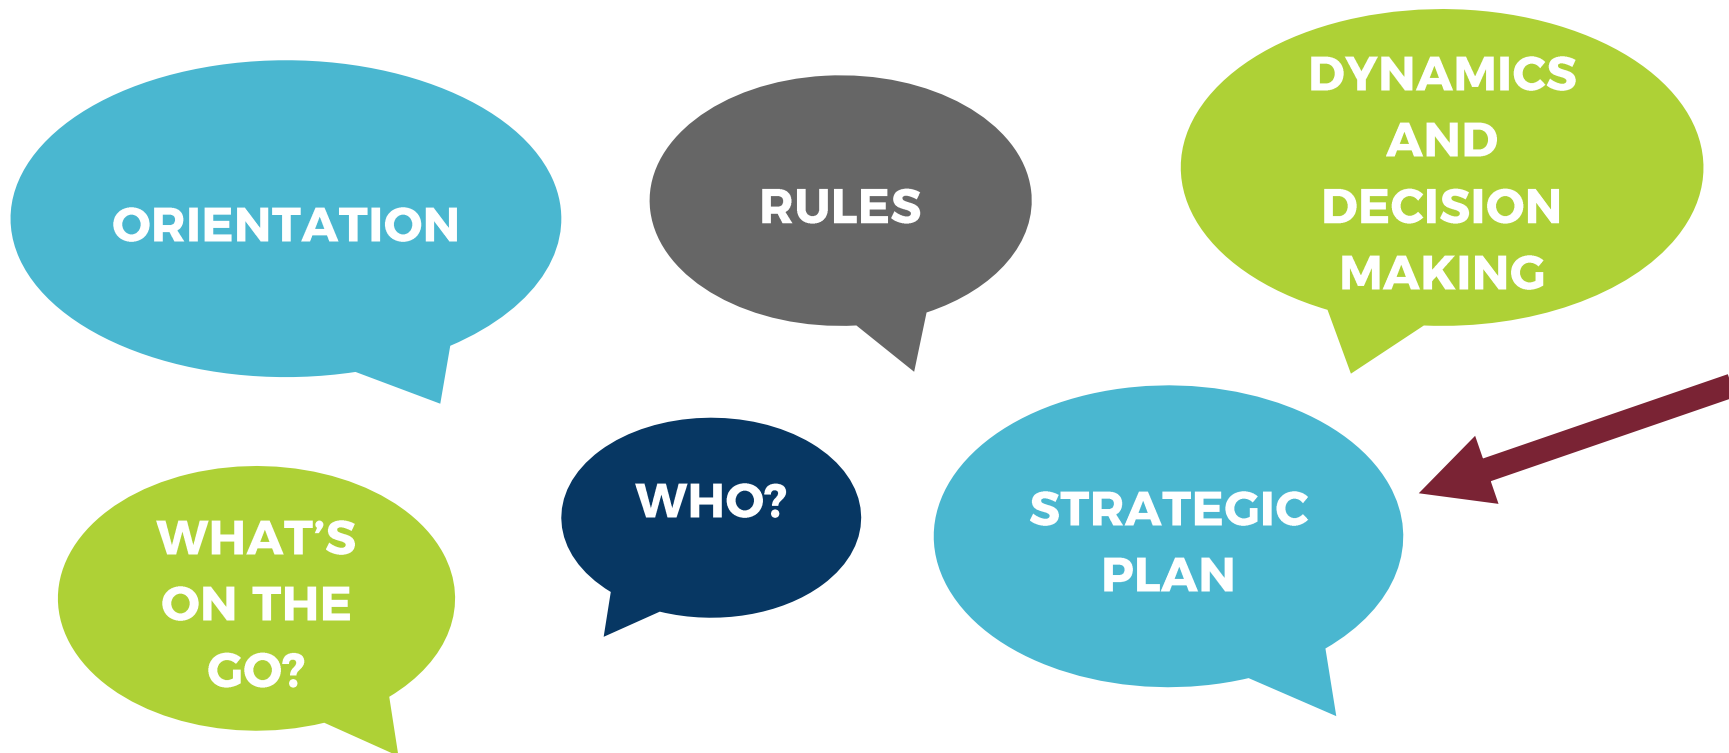 ORIENTATION
RULES
DYNAMICS
AND
DECISION
MAKING
WHAT'S
ON THE
GO?
WHO?
STRATEGIC
PLAN